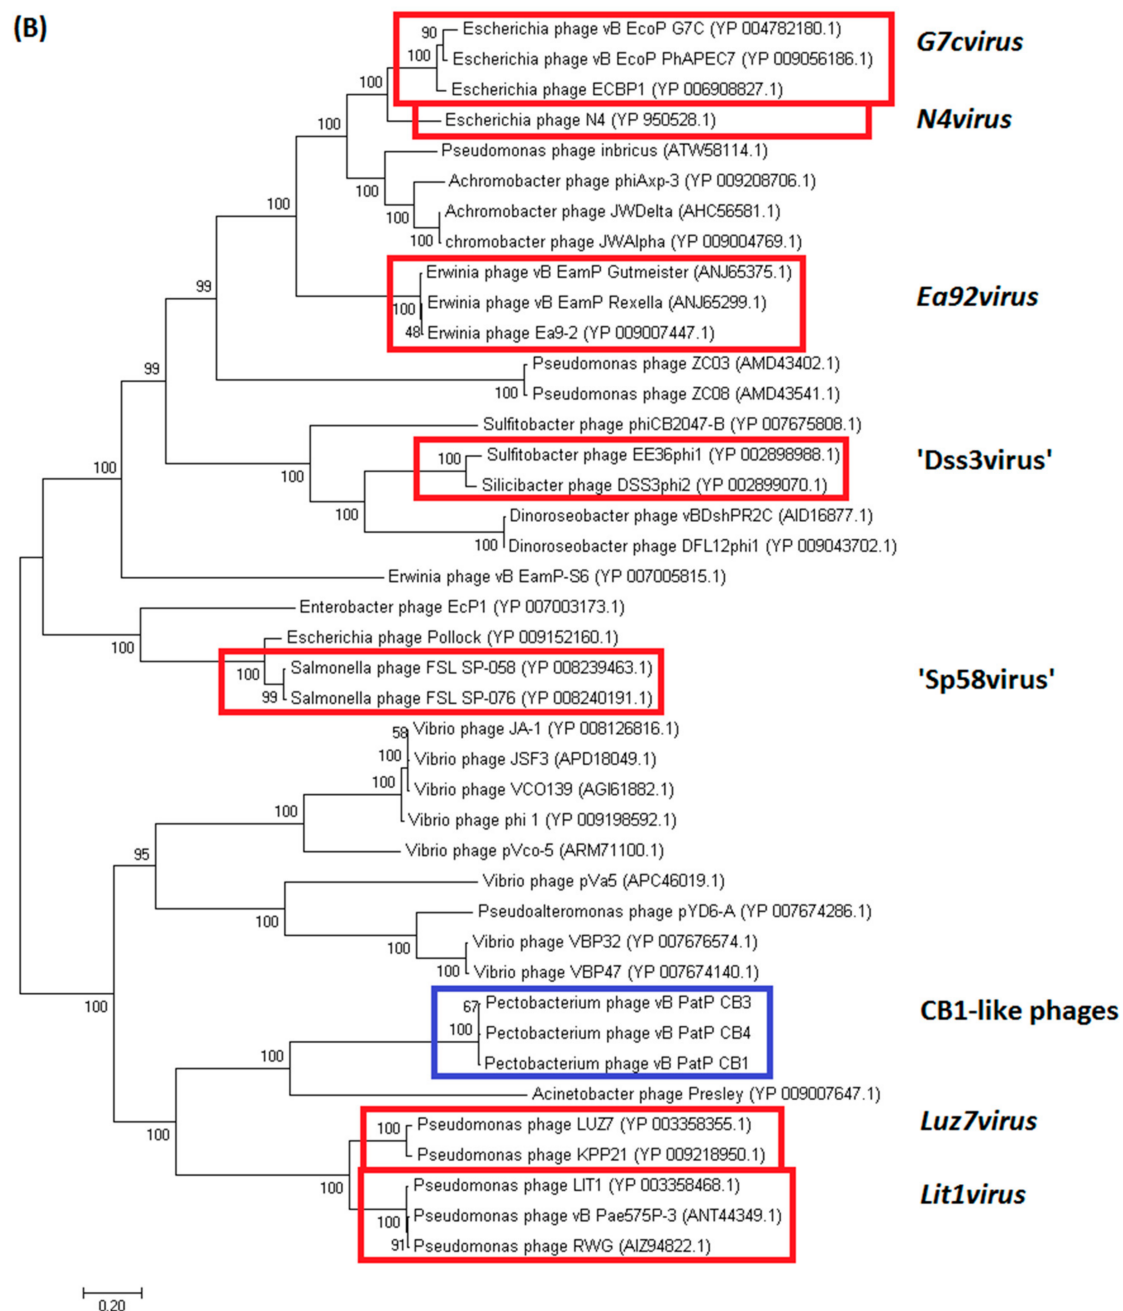 (B)
90
Escherichia phage vB EcoP G7C (YP 004782180.1)
G7cvirus
100
Escherichia phage vB EcoP PhAPEC7 (YP 009056186.1)
100
Escherichia phage ECBP1 (YP 006908827.1)
100
Escherichia phage N4 (YP 950528.1)
N4virus
Pseudomonas phage inbricus (ATW58114.1)
100
Achromobacter phage phiAxp-3 (YP 009208706.1)
100
Achromobacter phage JWDelta (AHC56581.1)
100
chromobacter phage JWAlpha (YP 009004769.1)
Erwinia phage vB EamP Gutmeister (ANJ65375.1)
99
Erwinia phage vB EamP Rexella (ANJ65299.1)
Ea92virus
100
48
Erwinia phage Ea9-2 (YP 009007447.1)
99
Pseudomonas phage ZC03 (AMD43402.1)
100
Pseudomonas phage ZC08 (AMD43541.1)
Sulfitobacter phage phiCB2047-B (YP 007675808.1)
100
100
Sulfitobacter phage EE36phi1 (YP 002898988.1)
'Dss3virus'
100
Silicibacter phage DSS3phi2 (YP 002899070.1)
100
Dinoroseobacter phage vBDshPR2C (AID16877.1)
100
Dinoroseobacter phage DFL12phi1 (YP 009043702.1)
Erwinia phage vB EamP-S6 (YP 007005815.1)
Enterobacter phage EcP1 (YP 007003173.1)
100
Escherichia phage Pollock (YP 009152160.1)
100
Salmonella phage FSL SP-058 (YP 008239463.1)
'Sp58virus'
99
Salmonella phage FSL SP-076 (YP 008240191.1)
58
Vibrio phage JA-1 (YP 008126816.1)
100
Vibrio phage JSF3 (APD18049.1)
100
Vibrio phage VCO139 (AGI61882.1)
100
Vibrio phage phi 1 (YP 009198592.1)
95
Vibrio phage pVco-5 (ARM71100.1)
Vibrio phage pVa5 (APC46019.1)
100
Pseudoalteromonas phage pYD6-A (YP 007674286.1)
100
Vibrio phage VBP32 (YP 007676574.1)
100
Vibrio phage VBP47 (YP 007674140.1)
100
67
Pectobacterium phage vB PatP CB3
CB1-like phages
100
Pectobacterium phage vB PatP CB4
100
Pectobacterium phage vB PatP CB1
Acinetobacter phage Presley (YP 009007647.1)
100
100
Pseudomonas phage LUZ7 (YP 003358355.1)
Luz7virus
100
Pseudomonas phage KPP21 (YP 009218950.1)
Pseudomonas phage LIT1 (YP 003358468.1)
Lit1virus
100
Pseudomonas phage vB Pae575P-3 (ANT44349.1)
91
Pseudomonas phage RWG (AIZ94822.1)
0.20